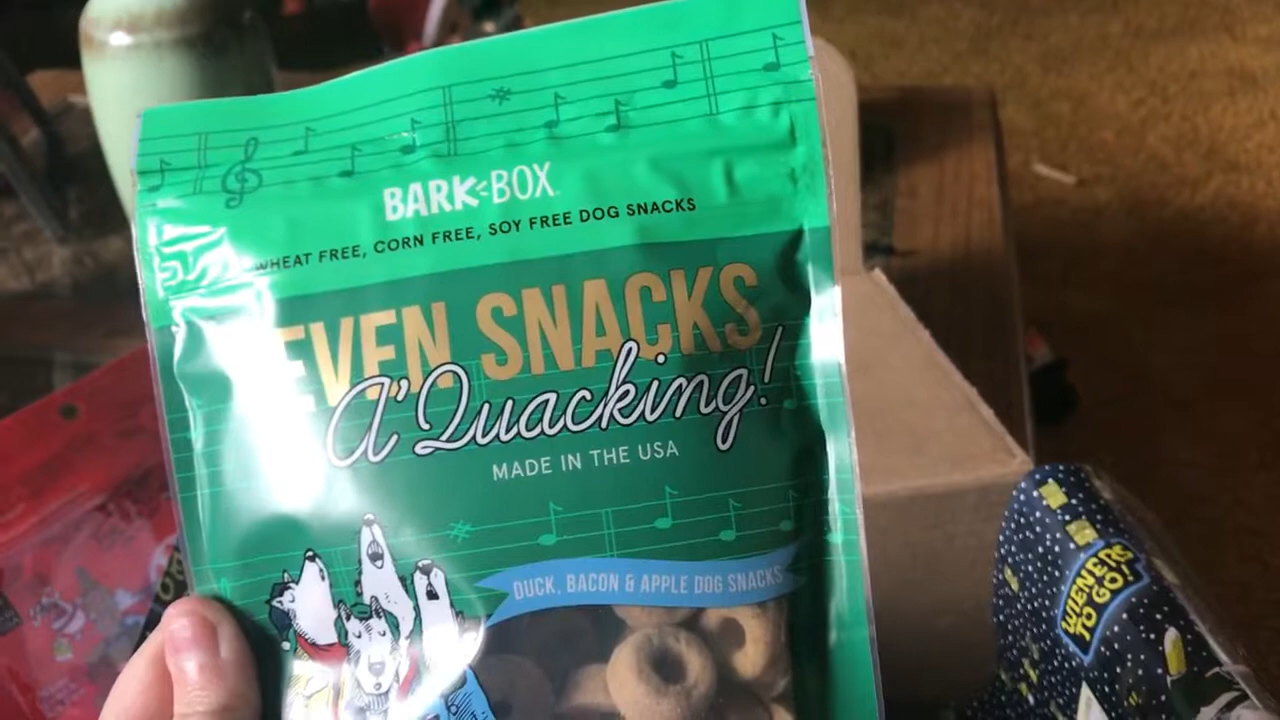 BARK BOX
WHEAT FREE, CORN FREE, SOY FREE DOG SNACKS
EVEN SNACKS
A'Quacking!
MADE IN THE USA
DUCK, BACON & APPLE DOG SNACKS
WIENERS
TO GO!